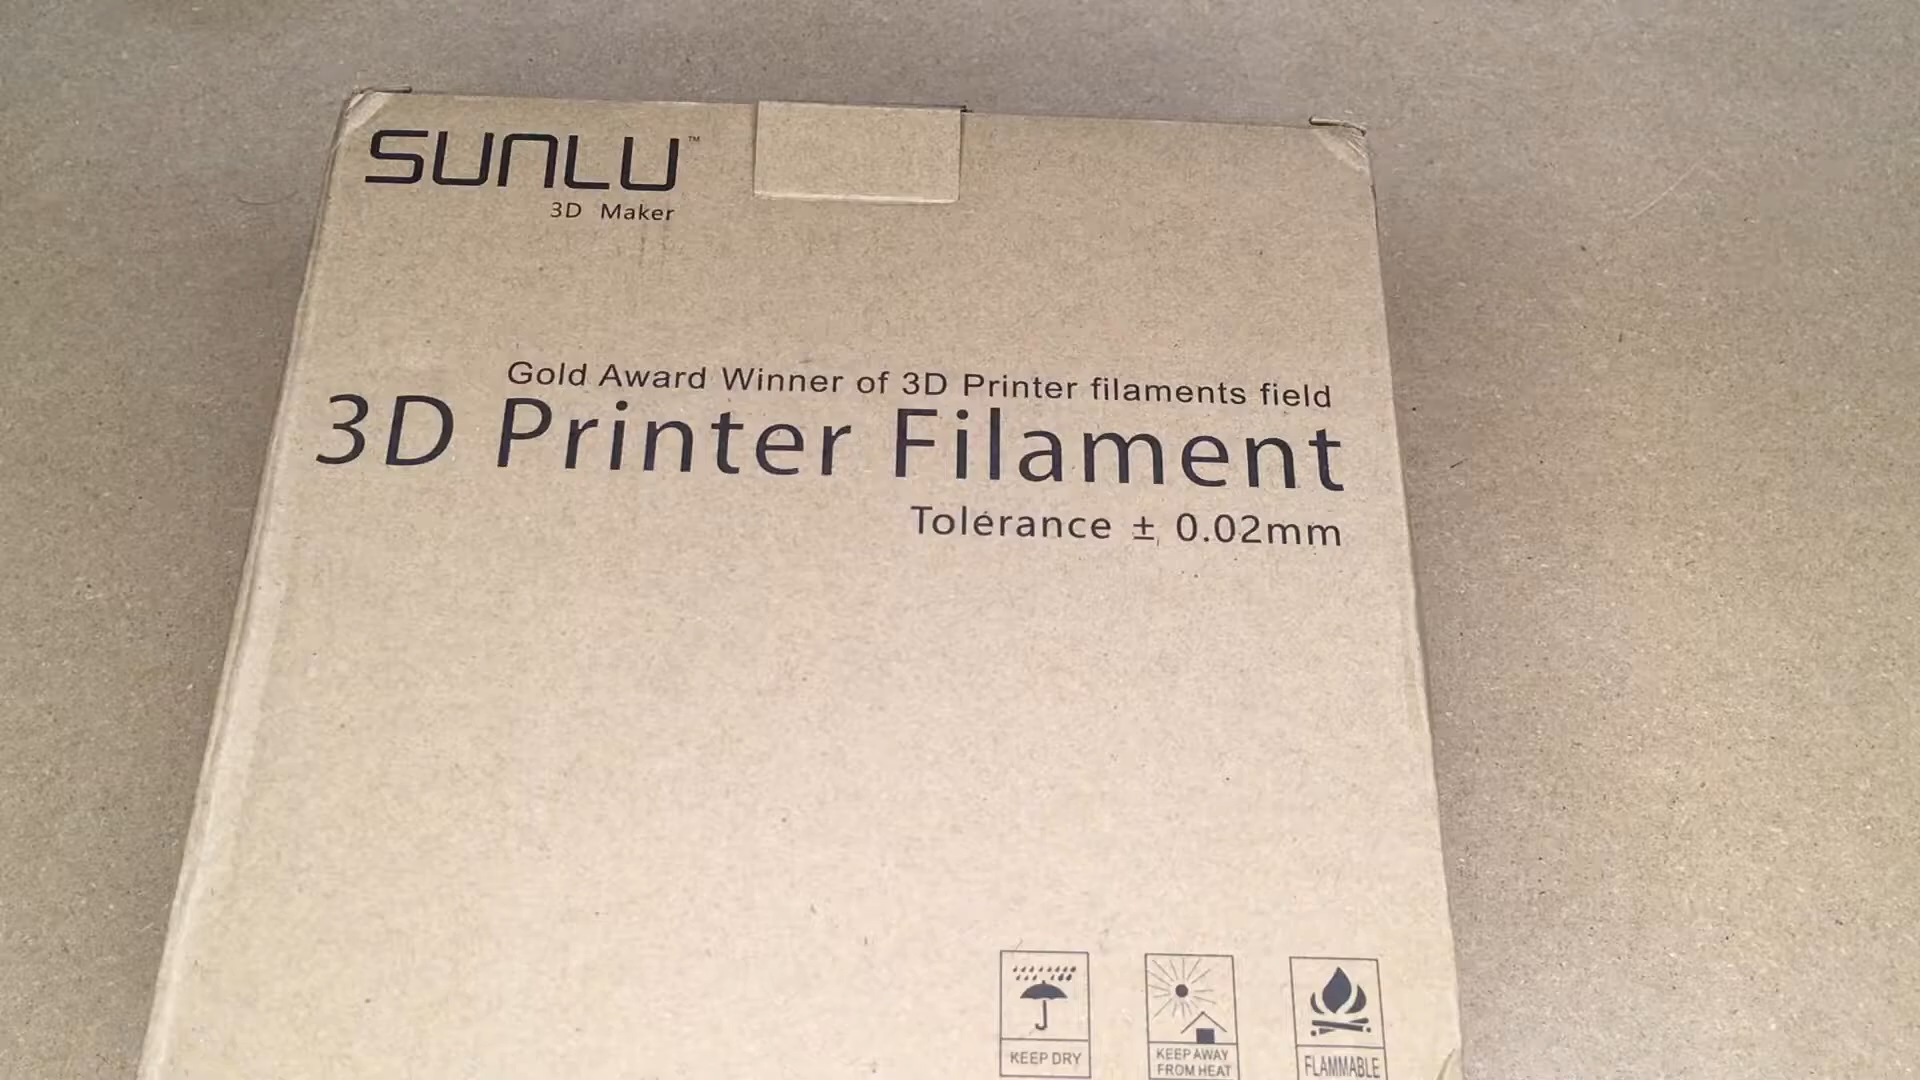 SUNLU™
3D Maker
Gold Award Winner of 3D Printer filaments field
3D Printer Filament
Tolérance ± 0.02mm
KEEP DRY
KEEP AWAY
FROM HEAT
FLAMMABLE